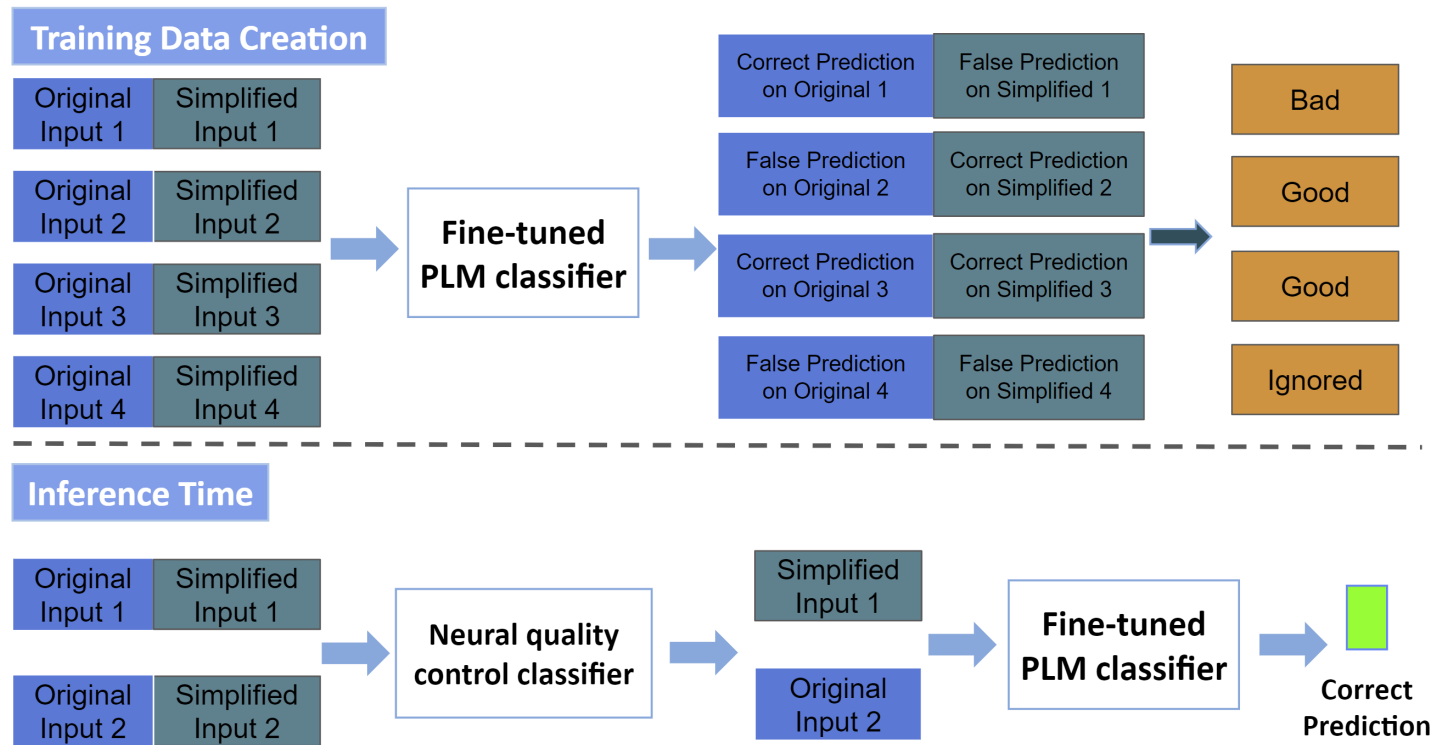 Training Data Creation
Original
Input 1
Simplified
Input 1
Original
Input 2
Simplified
Input 2
Original
Input 3
Simplified
Input 3
Original
Input 4
Simplified
Input 4
Fine-tuned
PLM classifier
Correct Prediction
on Original 1
False Prediction
on Simplified 1
False Prediction
on Original 2
Correct Prediction
on Simplified 2
Correct Prediction
on Original 3
Correct Prediction
on Simplified 3
False Prediction
on Original 4
False Prediction
on Simplified 4
Bad
Good
Good
Ignored
Inference Time
Original
Input 1
Simplified
Input 1
Original
Input 2
Simplified
Input 2
Neural quality
control classifier
Simplified
Input 1
Original
Input 2
Fine-tuned
PLM classifier
Correct
Prediction